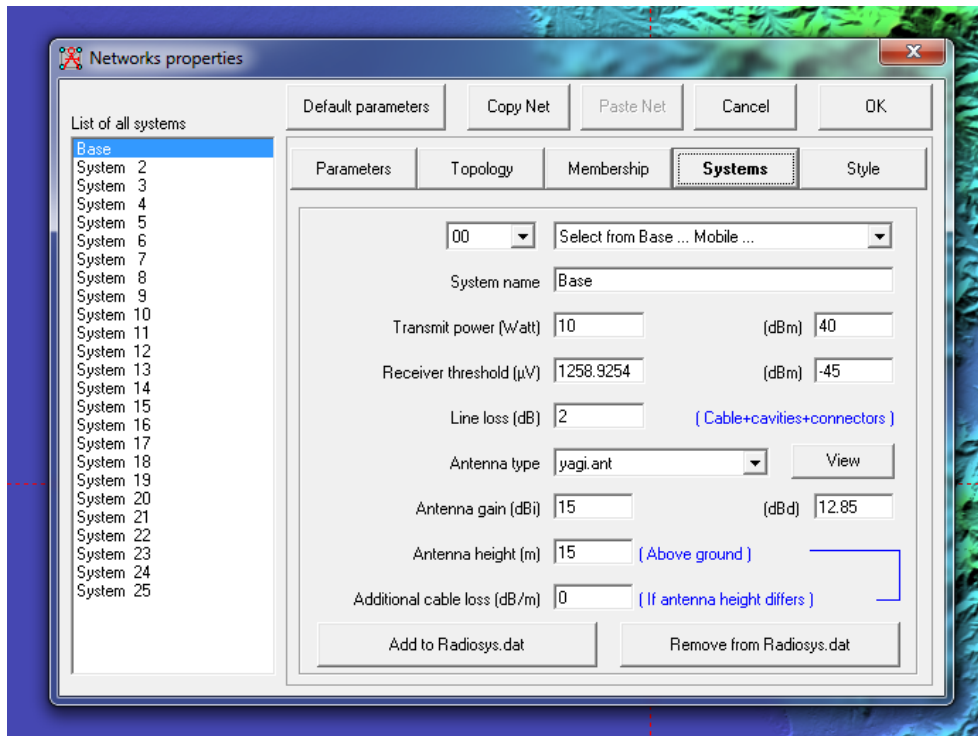 Networks properties
List of all systems
Base
System 2
System 3
System 4
System 5
System 6
System 7
System 8
System 9
System 10
System 11
System 12
System 13
System 14
System 15
System 16
System 17
System 18
System 19
System 20
System 21
System 22
System 23
System 24
System 25
Default parameters Copy Net Paste Net Cancel OK
Parameters Topology Membership Systems Style
00 Select from Base ... Mobile ...
System name Base
Transmit power (Watt) 10 (dBm) 40
Receiver threshold (µV) 1258.9254 (dBm) -45
Line loss (dB) 2 ( Cable+cavities+connectors )
Antenna type yagi.ant View
Antenna gain (dBi) 15 (dBd) 12.85
Antenna height (m) 15 ( Above ground )
Additional cable loss (dB/m) 0 ( If antenna height differs )
Add to Radiosys.dat Remove from Radiosys.dat